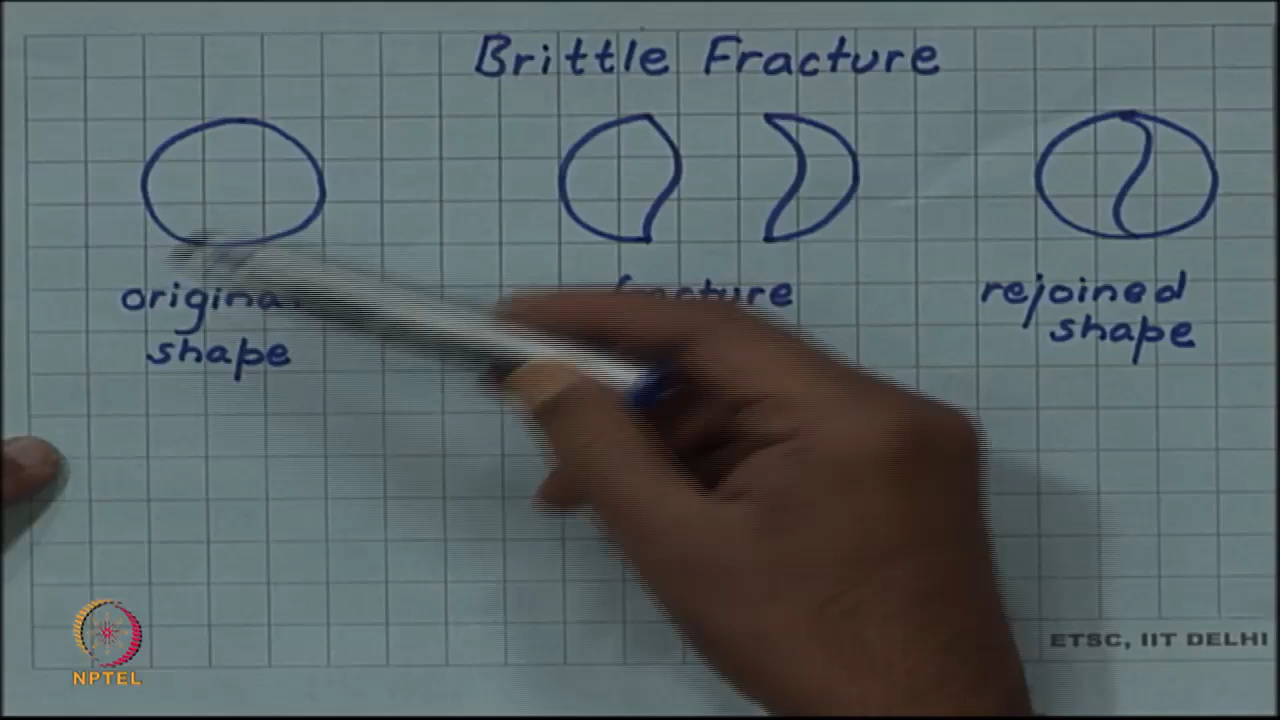 Brittle Fracture
shape
rejoined
shape
NPTEL
ETSC, IIT DELHI